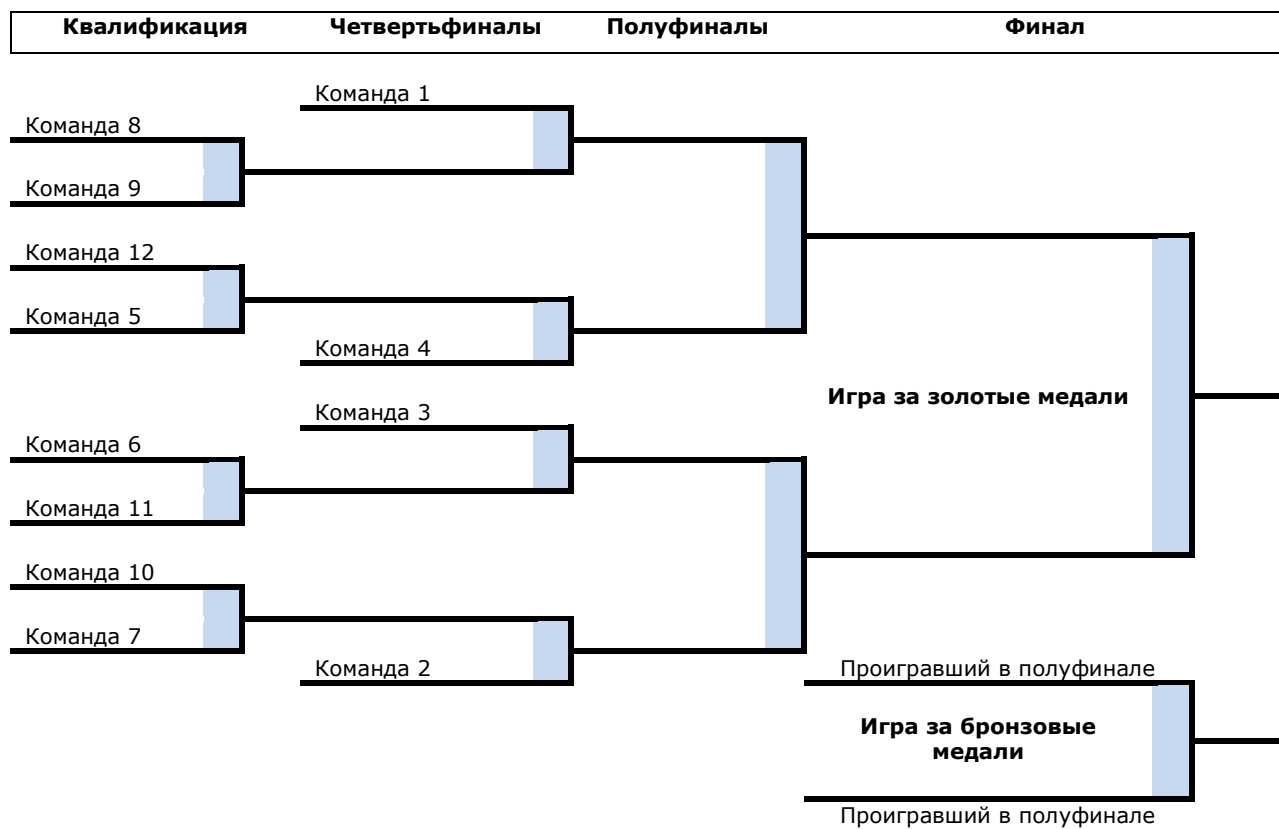 Квалификация Четвертьфиналы Полуфиналы Финал
Команда 1
Команда 8
Команда 9
Команда 12
Команда 5
Команда 4
Игра за золотые медали
Команда 3
Команда 6
Команда 11
Команда 10
Команда 7
Команда 2
Проигравший в полуфинале
Игра за бронзовые
медали
Проигравший в полуфинале